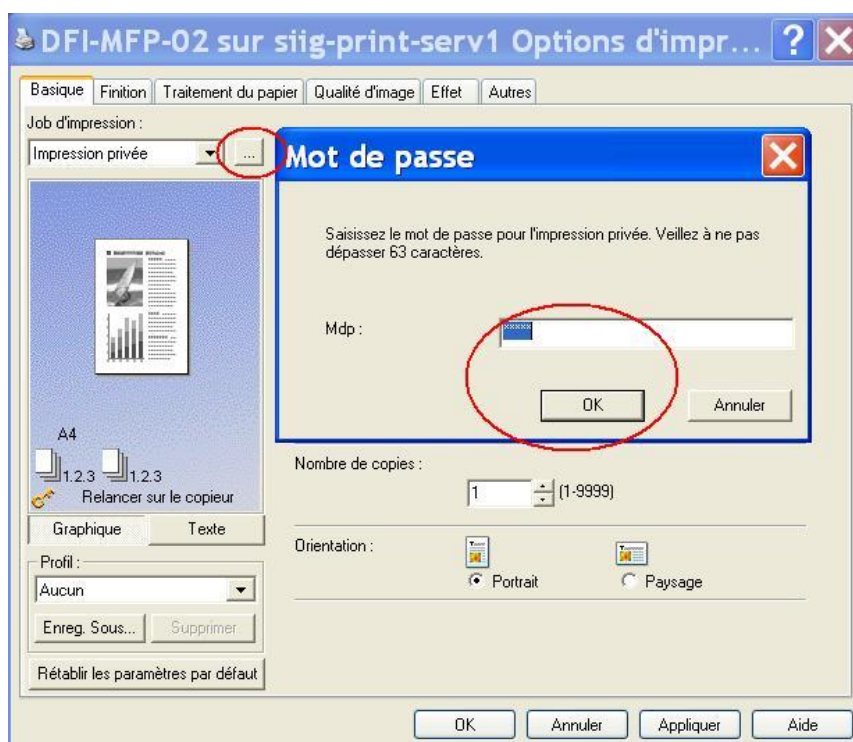 DFI-MFP-02 sur siig-print-serv1 Options d'impr...
Basique Finition Traitement du papier Qualité d'image Effet Autres
Job d'impression :
Impression privée
...
Mot de passe
Saisissez le mot de passe pour l'impression privée. Veillez à ne pas
dépasser 63 caractères.
Mdp : xxxxx
OK Annuler
A4
1.2.3 1.2.3
Relancer sur le copieur
Graphique Texte
Profil :
Aucun
Enreg. Sous... Supprimer
Rétablir les paramètres par défaut
Nombre de copies :
1 (1-9999)
Orientation :
Portrait Paysage
OK Annuler Appliquer Aide